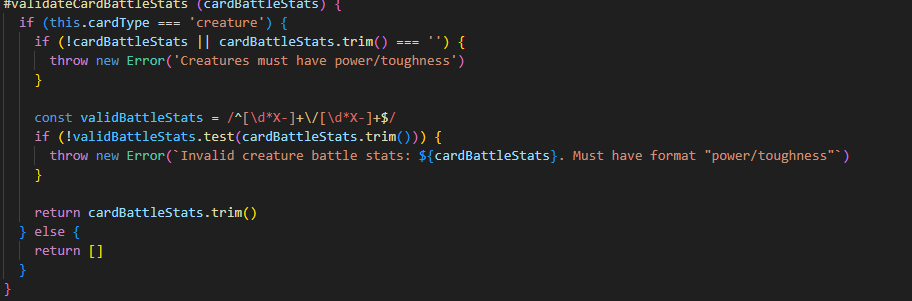 #validateCardBattleStats (cardBattleStats) {
if (this.cardType === 'creature') {
if (!cardBattleStats || cardBattleStats.trim() === '') {
throw new Error('Creatures must have power/toughness')
}
const validBattleStats = /^[\d*X-]+\/[\d*X-]+$/
if (!validBattleStats.test(cardBattleStats.trim())) {
throw new Error(`Invalid creature battle stats: ${cardBattleStats}. Must have format "power/toughness"`)
}
return cardBattleStats.trim()
} else {
return []
}
}